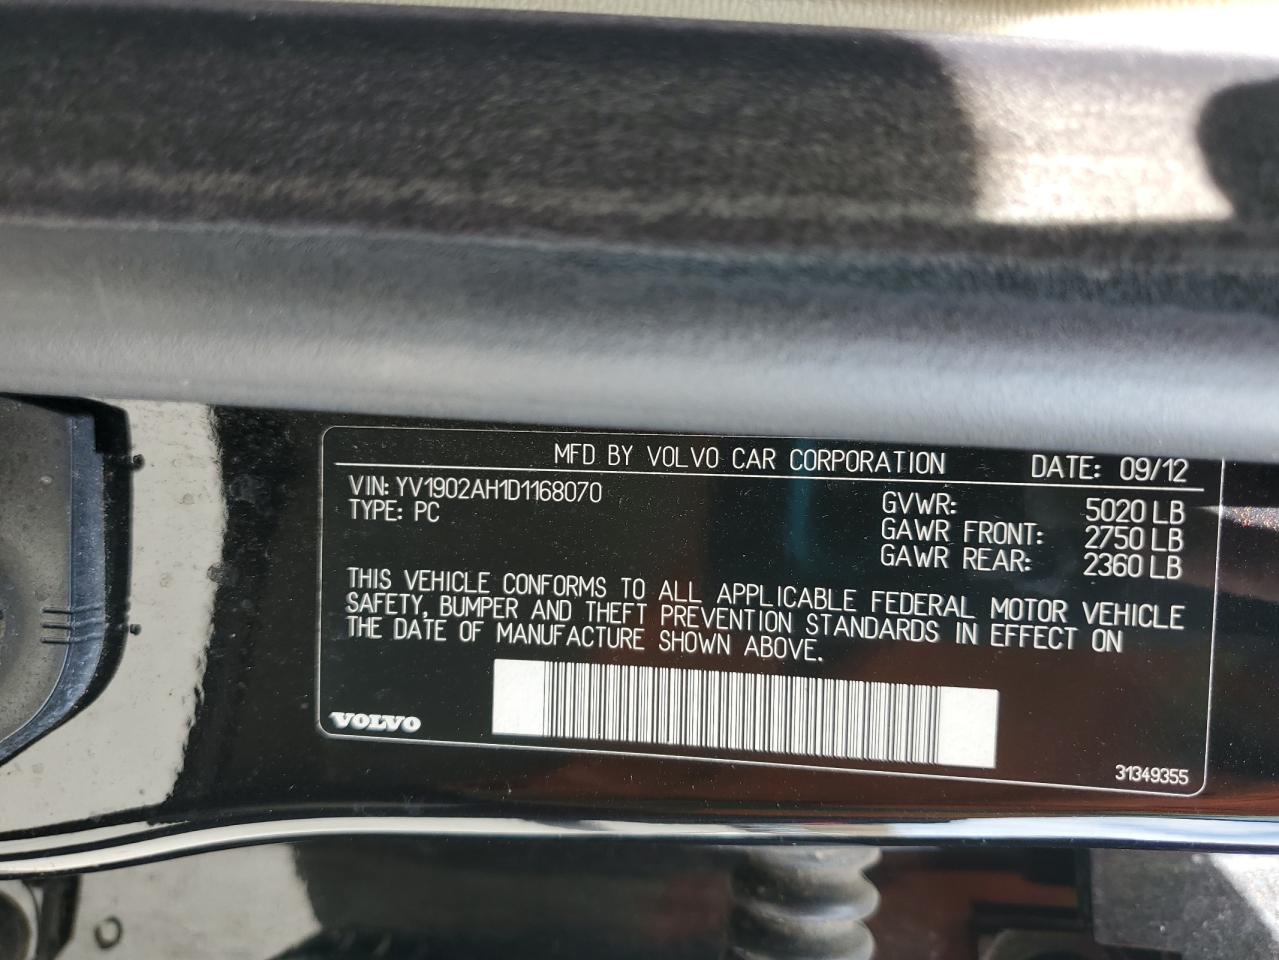 MFD BY VOLVO CAR CORPORATION DATE: 09/12
VIN: YV1902AH1D1168070 GVWR: 5020 LB
TYPE: PC GAWR FRONT: 2750 LB
GAWR REAR: 2360 LB
THIS VEHICLE CONFORMS TO ALL APPLICABLE FEDERAL MOTOR VEHICLE
SAFETY, BUMPER AND THEFT PREVENTION STANDARDS IN EFFECT ON
THE DATE OF MANUFACTURE SHOWN ABOVE.
VOLVO
31349355